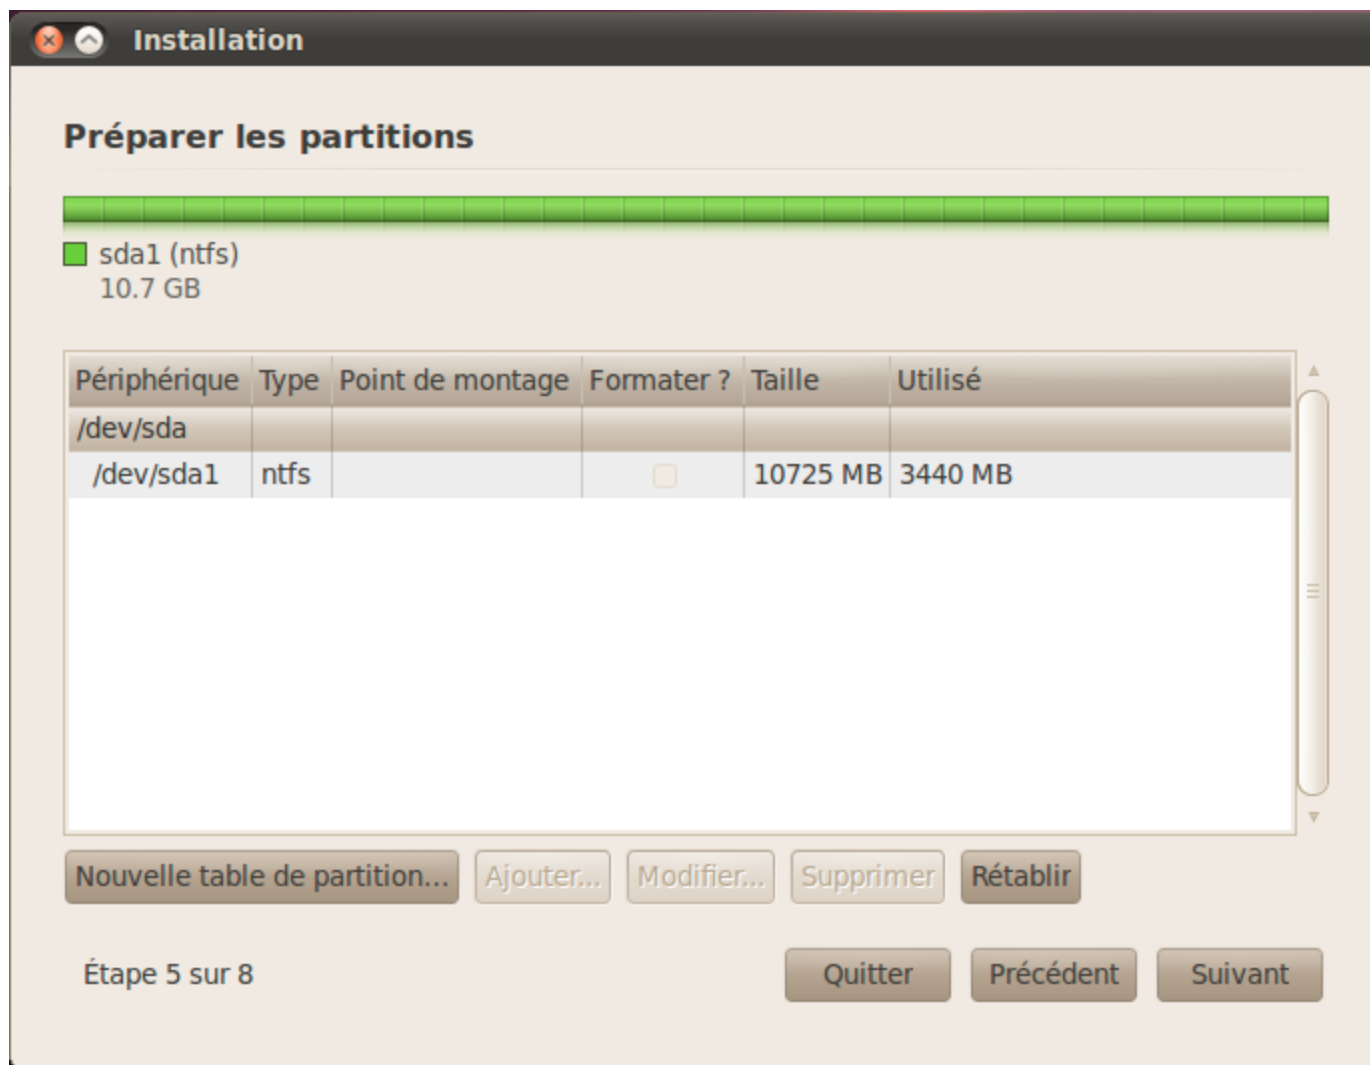 Installation
Préparer les partitions
sda1 (ntfs)
10.7 GB
Périphérique Type Point de montage Formater ? Taille Utilisé
/dev/sda
/dev/sda1 ntfs 10725 MB 3440 MB
Nouvelle table de partition... Ajouter... Modifier... Supprimer Rétablir
Étape 5 sur 8 Quitter Précédent Suivant